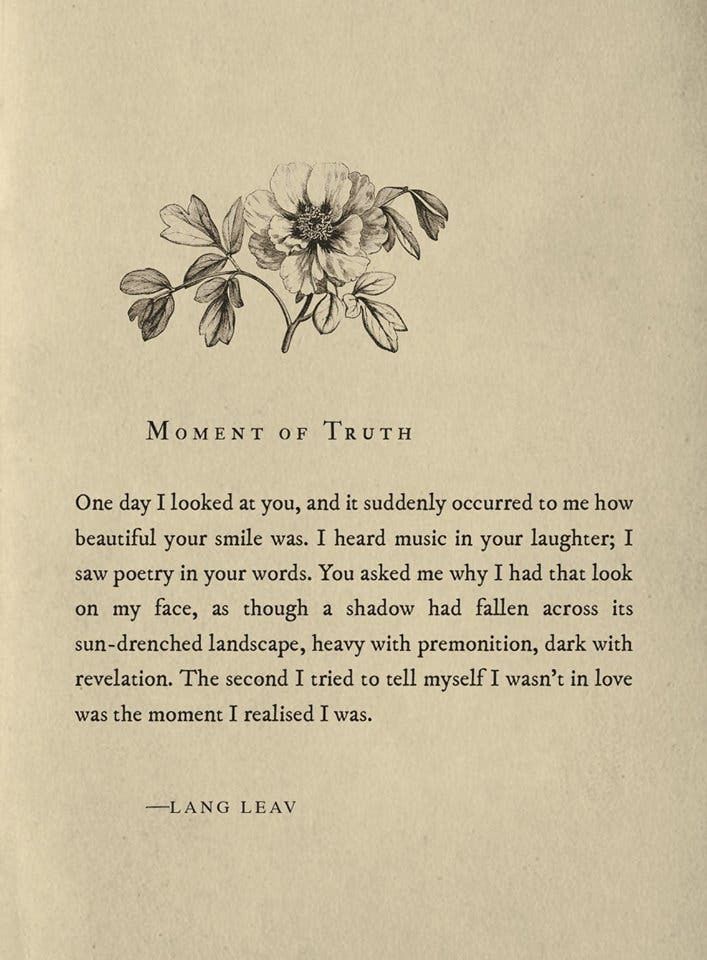 Moment of Truth
One day I looked at you, and it suddenly occurred to me how
beautiful your smile was. I heard music in your laughter; I
saw poetry in your words. You asked me why I had that look
on my face, as though a shadow had fallen across its
sun-drenched landscape, heavy with premonition, dark with
revelation. The second I tried to tell myself I wasn't in love
was the moment I realised I was.
—LANG LEAV